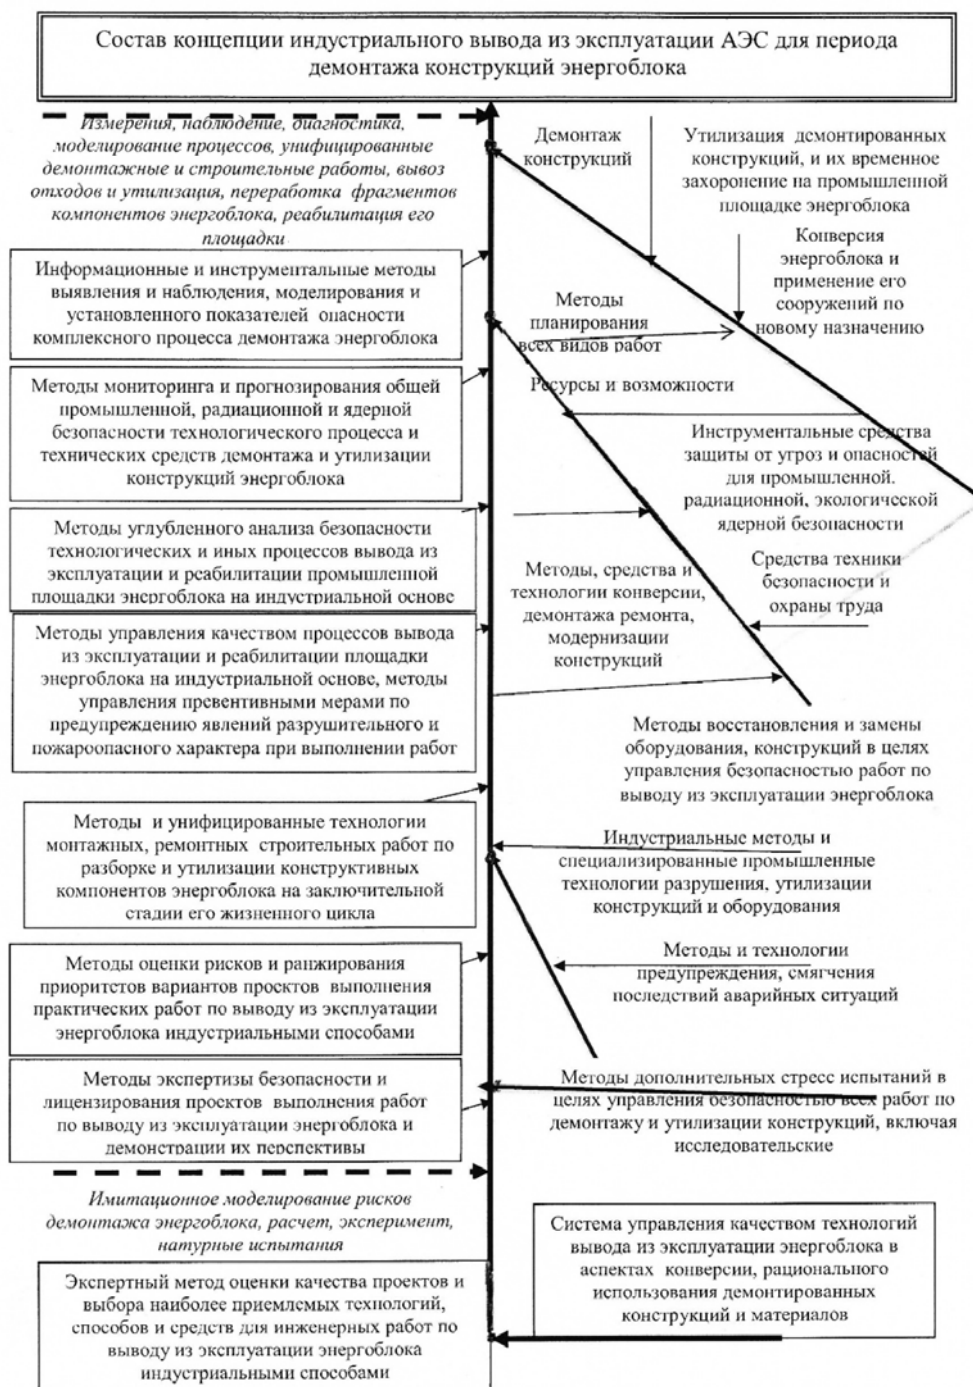 Состав концепции индустриального вывода из эксплуатации АЭС для периода
демонтажа конструкций энергоблока
Измерения, наблюдение, диагностика,
моделирование процессов, унифицированные
демонтажные и строительные работы, вывоз
отходов и утилизация, переработка фрагментов
компонентов энергоблока, реабилитация его
площадки
Информационные и инструментальные методы
выявления и наблюдения, моделирования и
установленного показателей опасности
комплексного процесса демонтажа энергоблока
Методы мониторинга и прогнозирования общей
промышленной, радиационной и ядерной
безопасности технологического процесса и
технических средств демонтажа и утилизации
конструкций энергоблока
Методы углубленного анализа безопасности
технологических и иных процессов вывода из
эксплуатации и реабилитации промышленной
площадки энергоблока на индустриальной основе
Методы управления качеством процессов вывода
из эксплуатации и реабилитации площадки
энергоблока на индустриальной основе, методы
управления превентивными мерами по
предупреждению явлений разрушительного и
пожароопасного характера при выполнении работ
Методы и унифицированные технологии
монтажных, ремонтных строительных работ по
разборке и утилизации конструктивных
компонентов энергоблока на заключительной
стадии его жизненного цикла
Методы оценки рисков и ранжирования
приоритетов вариантов проектов выполнения
практических работ по выводу из эксплуатации
энергоблока индустриальными способами
Методы экспертизы безопасности и
лицензирования проектов выполнения работ
по выводу из эксплуатации энергоблока и
демонстрации их перспективы
Имитационное моделирование рисков
демонтажа энергоблока, расчет, эксперимент,
натурные испытания
Экспертный метод оценки качества проектов и
выбора наиболее приемлемых технологий,
способов и средств для инженерных работ по
выводу из эксплуатации энергоблока
индустриальными способами
Демонтаж
конструкций
Утилизация демонтированных
конструкций, и их временное
захоронение на промышленной
площадке энергоблока
Конверсия
энергоблока и
применение его
сооружений по
новому назначению
Методы
планирования
всех видов работ
Ресурсы и возможности
Инструментальные средства
защиты от угроз и опасностей
для промышленной.
радиационной, экологической
ядерной безопасности
Средства техники
безопасности и
охраны труда
Методы, средства и
технологии конверсии,
демонтажа ремонта,
модернизации
конструкций
Методы восстановления и замены
оборудования, конструкций в целях
управления безопасностью работ по
выводу из эксплуатации энергоблока
Индустриальные методы и
специализированные промышленные
технологии разрушения, утилизации
конструкций и оборудования
Методы и технологии
предупреждения, смягчения
последствий аварийных ситуаций
Методы дополнительных стресс испытаний в
целях управления безопасностью всех работ по
демонтажу и утилизации конструкций, включая
исследовательские
Система управления качеством технологий
вывода из эксплуатации энергоблока в
аспектах конверсии, рационального
использования демонтированных
конструкций и материалов